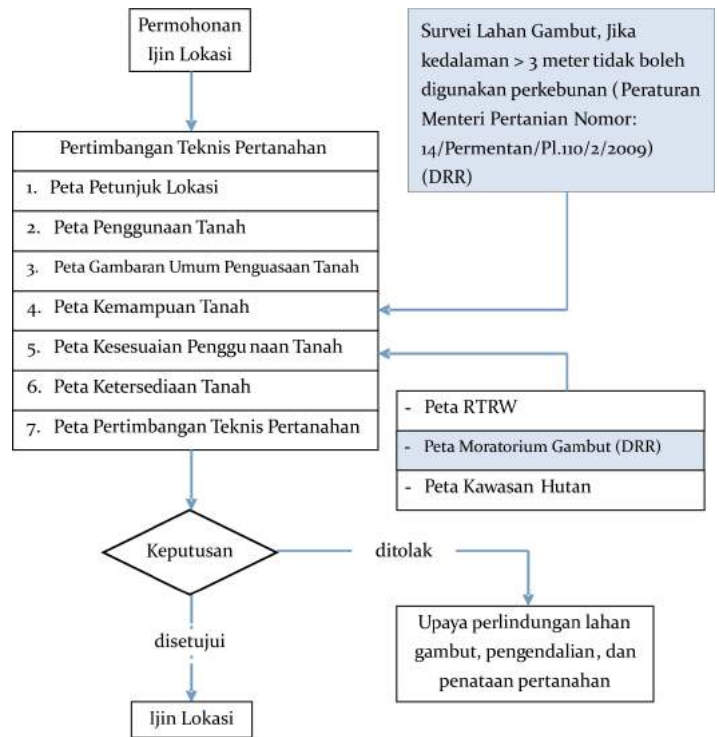 Permohonan
Ijin Lokasi
Survei Lahan Gambut, Jika
kedalaman > 3 meter tidak boleh
digunakan perkebunan ( Peraturan
Menteri Pertanian Nomor:
14/Permentan/Pl.110/2/2009)
(DRR)
Pertimbangan Teknis Pertanahan
1. Peta Petunjuk Lokasi
2. Peta Penggunaan Tanah
3. Peta Gambaran Umum Penguasaan Tanah
4. Peta Kemampuan Tanah
5. Peta Kesesuaian Penggunaan Tanah
6. Peta Ketersediaan Tanah
7. Peta Pertimbangan Teknis Pertanahan
- Peta RTRW
- Peta Moratorium Gambut (DRR)
- Peta Kawasan Hutan
Keputusan
ditolak
disetujui
Upaya perlindungan lahan
gambut, pengendalian, dan
penataan pertanahan
Ijin Lokasi